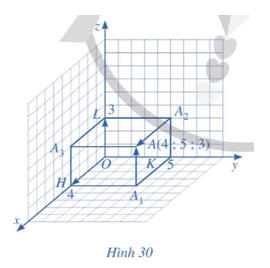 z
L 3 A₂
A₃ A(4 ; 5 ; 3)
H O K 5 y
4 A₁
x
Hình 30